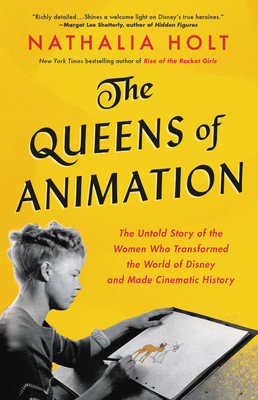 "Richly detailed...Shines a welcome light on Disney's true heroines."
—Margot Lee Shetterly, author of Hidden Figures
NATHALIA HOLT
New York Times bestselling author of Rise of the Rocket Girls
The
QUEENS of
ANIMATION
The Untold Story of the
Women Who Transformed
the World of Disney
and Made Cinematic History